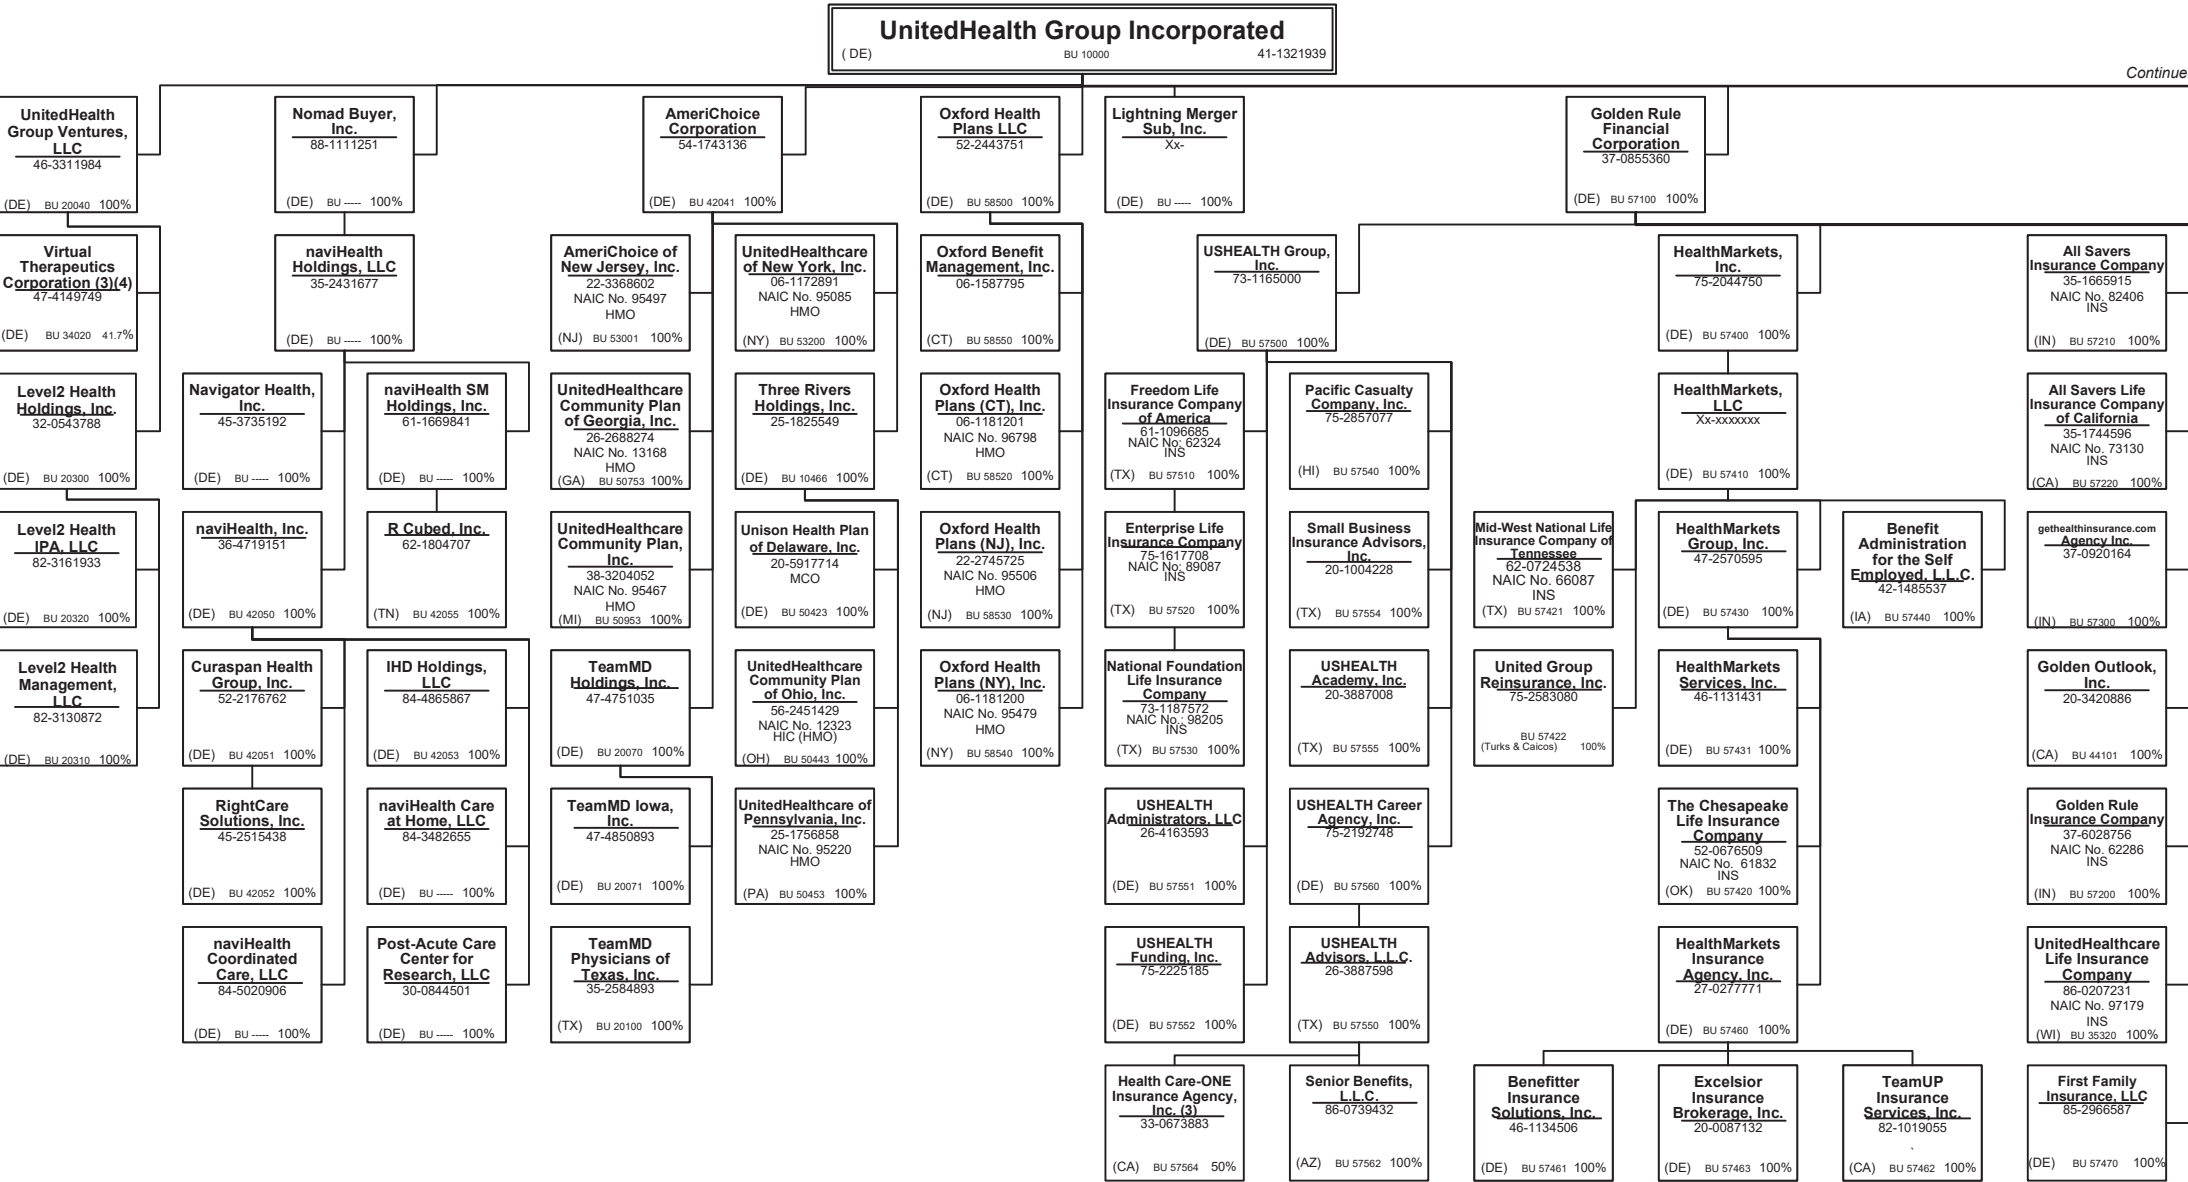 UnitedHealth Group Incorporated
( DE) BU 10000 41-1321939
Continue
UnitedHealth
Group Ventures,
LLC
46-3311984
(DE) BU 20040 100%
Nomad Buyer,
Inc.
88-1111251
(DE) BU ----- 100%
AmeriChoice
Corporation
54-1743136
(DE) BU 42041 100%
Oxford Health
Plans LLC
52-2443751
(DE) BU 58500 100%
Lightning Merger
Sub, Inc.
Xx-
(DE) BU ----- 100%
Golden Rule
Financial
Corporation
37-0855360
(DE) BU 57100 100%
Virtual
Therapeutics
Corporation (3)(4)
47-4149749
(DE) BU 34020 41.7%
naviHealth
Holdings, LLC
35-2431677
(DE) BU ----- 100%
AmeriChoice of
New Jersey, Inc.
22-3368602
NAIC No. 95497
HMO
(NJ) BU 53001 100%
UnitedHealthcare
of New York, Inc.
06-1172891
NAIC No. 95085
HMO
(NY) BU 53200 100%
Oxford Benefit
Management, Inc.
06-1587795
(CT) BU 58550 100%
USHEALTH Group,
Inc.
73-1165000
(DE) BU 57500 100%
HealthMarkets,
Inc.
75-2044750
(DE) BU 57400 100%
All Savers
Insurance Company
35-1665915
NAIC No. 82406
INS
(IN) BU 57210 100%
Level2 Health
Holdings, Inc.
32-0543788
(DE) BU 20300 100%
Navigator Health,
Inc.
45-3735192
(DE) BU ----- 100%
naviHealth SM
Holdings, Inc.
61-1669841
(DE) BU ----- 100%
UnitedHealthcare
Community Plan
of Georgia, Inc.
26-2688274
NAIC No. 13168
HMO
(GA) BU 50753 100%
Three Rivers
Holdings, Inc.
25-1825549
(DE) BU 10466 100%
Oxford Health
Plans (CT), Inc.
06-1181201
NAIC No. 96798
HMO
(CT) BU 58520 100%
Freedom Life
Insurance Company
of America
61-1096685
NAIC No: 62324
INS
(TX) BU 57510 100%
Pacific Casualty
Company, Inc.
75-2857077
(HI) BU 57540 100%
HealthMarkets,
LLC
Xx-xxxxxxx
(DE) BU 57410 100%
All Savers Life
Insurance Company
of California
35-1744596
NAIC No. 73130
INS
(CA) BU 57220 100%
Level2 Health
IPA, LLC
82-3161933
(DE) BU 20320 100%
naviHealth, Inc.
36-4719151
(DE) BU 42050 100%
R Cubed, Inc.
62-1804707
(TN) BU 42055 100%
UnitedHealthcare
Community Plan,
Inc.
38-3204052
NAIC No. 95467
HMO
(MI) BU 50953 100%
Unison Health Plan
of Delaware, Inc.
20-5917714
MCO
(DE) BU 50423 100%
Oxford Health
Plans (NJ), Inc.
22-2745725
NAIC No. 95506
HMO
(NJ) BU 58530 100%
Enterprise Life
Insurance Company
75-1617708
NAIC No: 89087
INS
(TX) BU 57520 100%
Small Business
Insurance Advisors,
Inc.
20-1004228
(TX) BU 57554 100%
Mid-West National Life
Insurance Company of
Tennessee
62-0724538
NAIC No. 66087
INS
(TX) BU 57421 100%
HealthMarkets
Group, Inc.
47-2570595
(DE) BU 57430 100%
Benefit
Administration
for the Self
Employed, L.L.C.
42-1485537
(IA) BU 57440 100%
gethealthinsurance.com
Agency Inc.
37-0920164
(IN) BU 57300 100%
Level2 Health
Management,
LLC
82-3130872
(DE) BU 20310 100%
Curaspan Health
Group, Inc.
52-2176762
(DE) BU 42051 100%
IHD Holdings,
LLC
84-4865867
(DE) BU 42053 100%
TeamMD
Holdings, Inc.
47-4751035
(DE) BU 20070 100%
UnitedHealthcare
Community Plan
of Ohio, Inc.
56-2451429
NAIC No. 12323
HIC (HMO)
(OH) BU 50443 100%
Oxford Health
Plans (NY), Inc.
06-1181200
NAIC No. 95479
HMO
(NY) BU 58540 100%
National Foundation
Life Insurance
Company
73-1187572
NAIC No.: 98205
INS
(TX) BU 57530 100%
USHEALTH
Academy, Inc.
20-3887008
(TX) BU 57555 100%
United Group
Reinsurance, Inc.
75-2583080
BU 57422
(Turks & Caicos) 100%
HealthMarkets
Services, Inc.
46-1131431
(DE) BU 57431 100%
Golden Outlook,
Inc.
20-3420886
(CA) BU 44101 100%
RightCare
Solutions, Inc.
45-2515438
(DE) BU 42052 100%
naviHealth Care
at Home, LLC
84-3482655
(DE) BU ----- 100%
TeamMD Iowa,
Inc.
47-4850893
(DE) BU 20071 100%
UnitedHealthcare of
Pennsylvania, Inc.
25-1756858
NAIC No. 95220
HMO
(PA) BU 50453 100%
USHEALTH
Administrators, LLC
26-4163593
(DE) BU 57551 100%
USHEALTH Career
Agency, Inc.
75-2192748
(DE) BU 57560 100%
The Chesapeake
Life Insurance
Company
52-0676509
NAIC No. 61832
INS
(OK) BU 57420 100%
Golden Rule
Insurance Company
37-6028756
NAIC No. 62286
INS
(IN) BU 57200 100%
naviHealth
Coordinated
Care, LLC
84-5020906
(DE) BU ----- 100%
Post-Acute Care
Center for
Research, LLC
30-0844501
(DE) BU ----- 100%
TeamMD
Physicians of
Texas, Inc.
35-2584893
(TX) BU 20100 100%
USHEALTH
Funding, Inc.
75-2225185
(DE) BU 57552 100%
USHEALTH
Advisors, L.L.C.
26-3887598
(TX) BU 57550 100%
HealthMarkets
Insurance
Agency, Inc.
27-0277771
(DE) BU 57460 100%
UnitedHealthcare
Life Insurance
Company
86-0207231
NAIC No. 97179
INS
(WI) BU 35320 100%
Health Care-ONE
Insurance Agency,
Inc. (3)
33-0673883
(CA) BU 57564 50%
Senior Benefits,
L.L.C.
86-0739432
(AZ) BU 57562 100%
Benefitter
Insurance
Solutions, Inc.
46-1134506
(DE) BU 57461 100%
Excelsior
Insurance
Brokerage, Inc.
20-0087132
(DE) BU 57463 100%
TeamUP
Insurance
Services, Inc.
82-1019055
(CA) BU 57462 100%
First Family
Insurance, LLC
85-2966587
(DE) BU 57470 100%